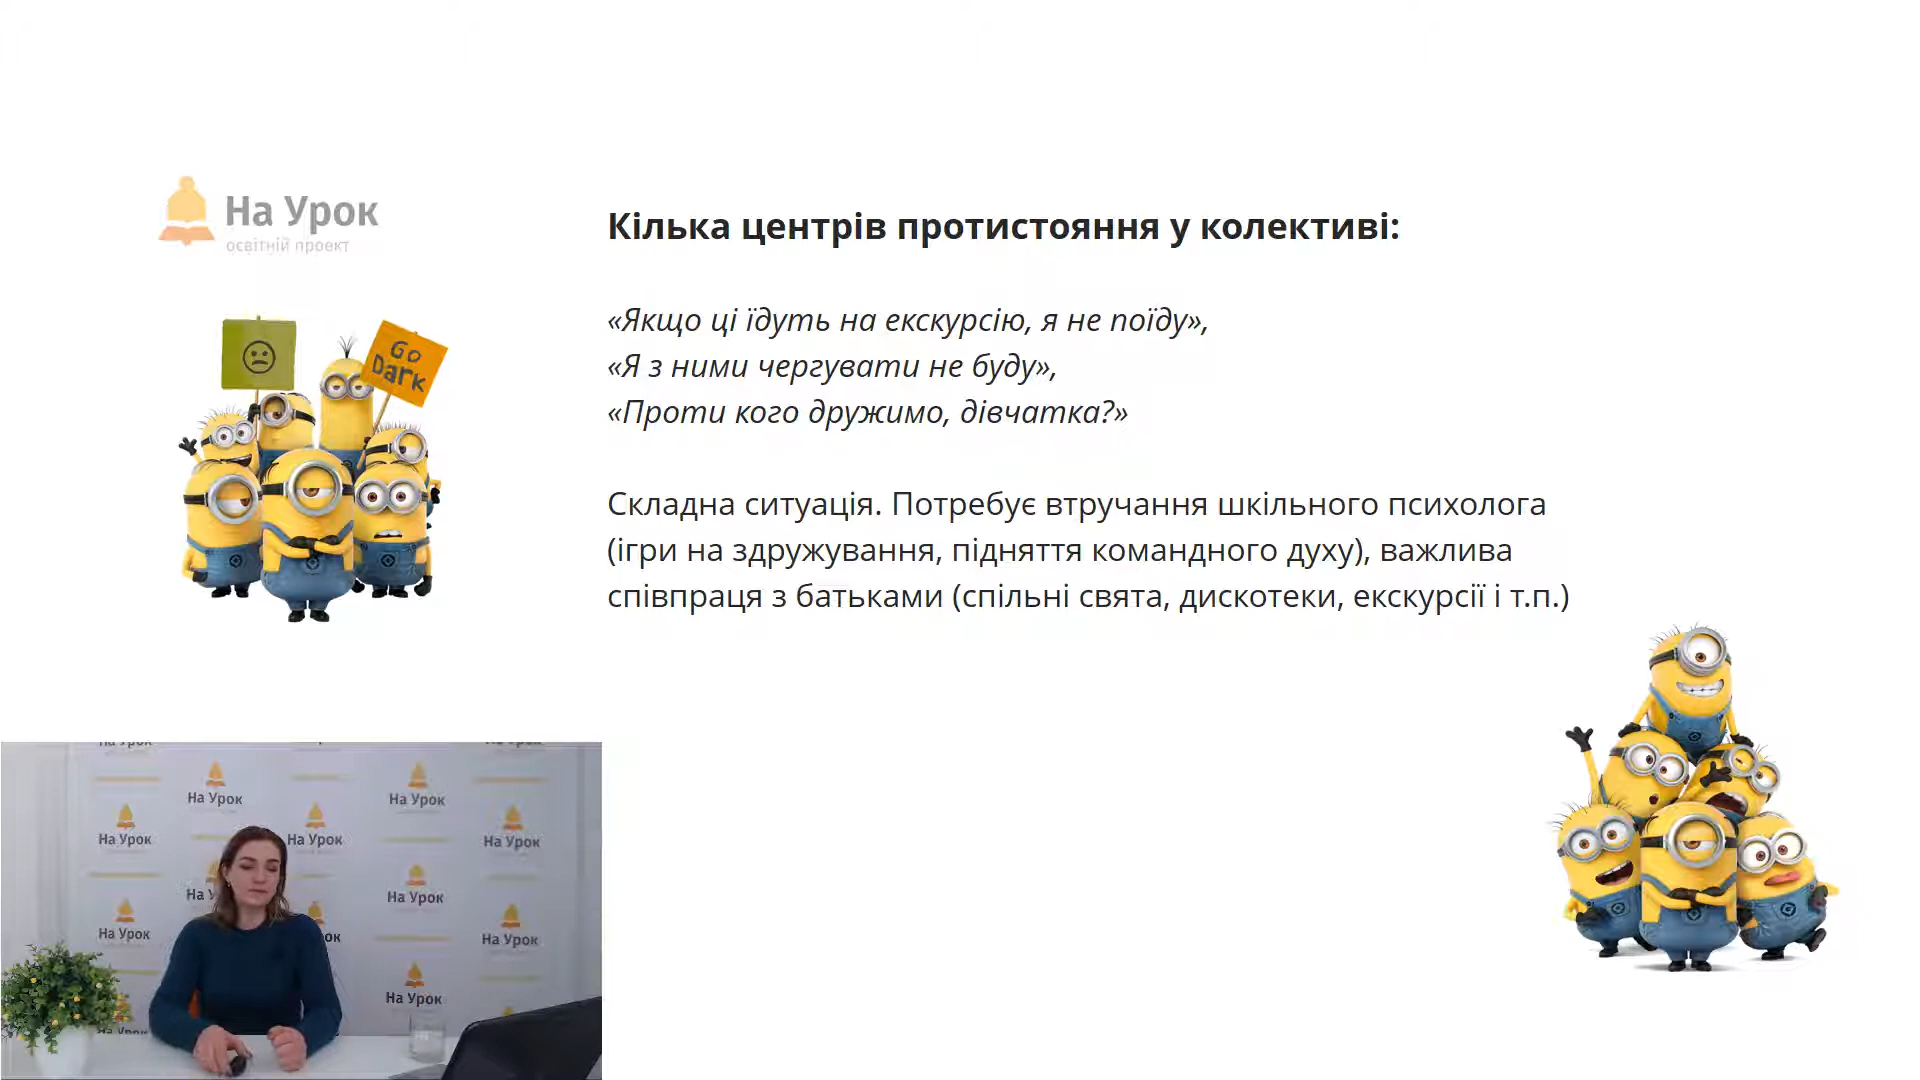 На Урок
освітній проект
Кілька центрів протистояння у колективі:
«Якщо ці їдуть на екскурсію, я не поїду»,
«Я з ними чергувати не буду»,
«Проти кого дружимо, дівчатка?»
Складна ситуація. Потребує втручання шкільного психолога
(ігри на здружування, підняття командного духу), важлива
співпраця з батьками (спільні свята, дискотеки, екскурсії і т.п.)
Go
Dark
На Урок
На Урок
На Урок
На Урок
На Урок
На
На Урок
На Урок
На Урок
На Урок